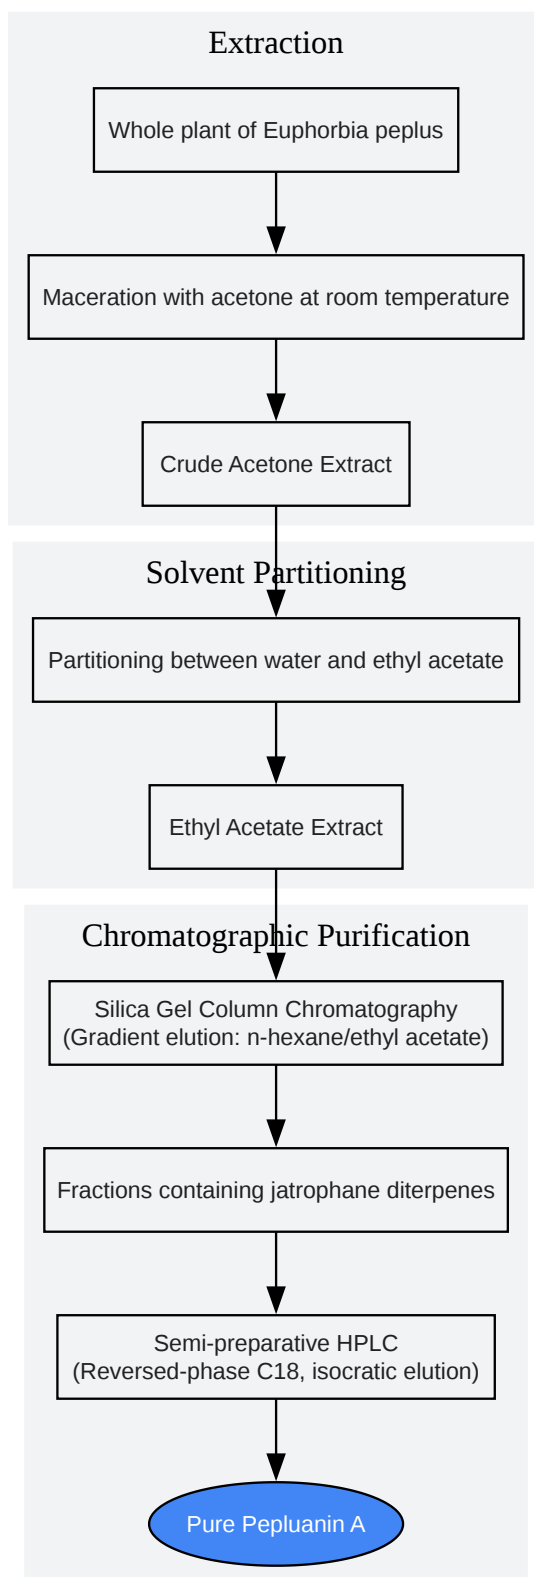 Extraction
Whole plant of Euphorbia peplus
Maceration with acetone at room temperature
Crude Acetone Extract
Solvent Partitioning
Partitioning between water and ethyl acetate
Ethyl Acetate Extract
Chromatographic Purification
Silica Gel Column Chromatography
(Gradient elution: n-hexane/ethyl acetate)
Fractions containing jatrophane diterpenes
Semi-preparative HPLC
(Reversed-phase C18, isocratic elution)
Pure Pepluanin A